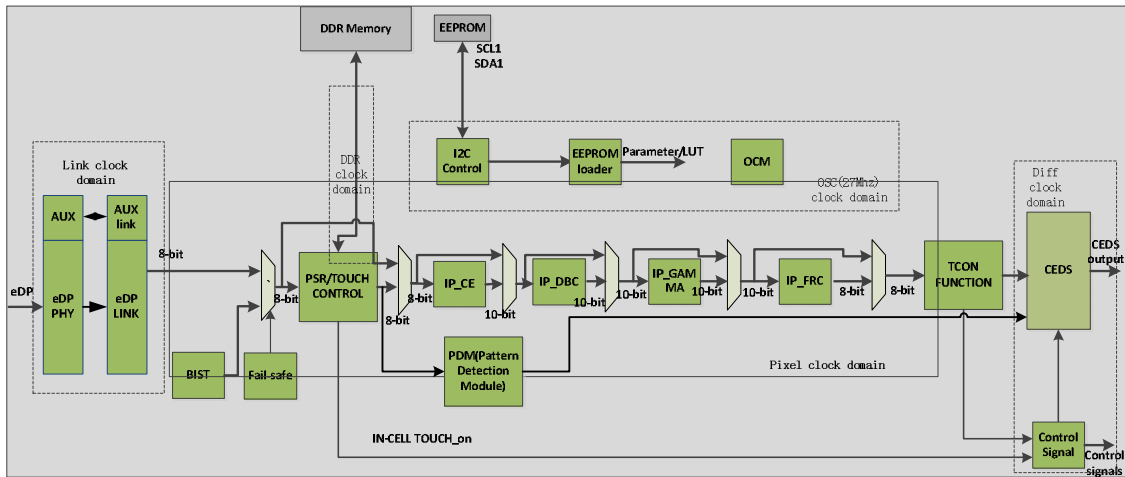 DDR Memory
EEPROM
SCL1
SDA1
DDR
clock
domain
I2C
Control
EEPROM
loader
Parameter/LUT
OCM
OSC(27Mhz)
clock domain
Link clock
domain
AUX
AUX
link
eDP
eDP
PHY
eDP
LINK
8-bit
8-bit
PSR/TOUCH
CONTROL
8-bit
8-bit
IP_CE
10-bit
IP_DBC
10-bit
10-bit
IP_GAM
MA
10-bit
10-bit
IP_FRC
8-bit
8-bit
TCON
FUNCTION
Diff
clock
domain
CEDS
CEDS
output
BIST
Fail-safe
PDM(Pattern
Detection
Module)
Pixel clock domain
IN-CELL TOUCH_on
Control
Signal
Control
signals